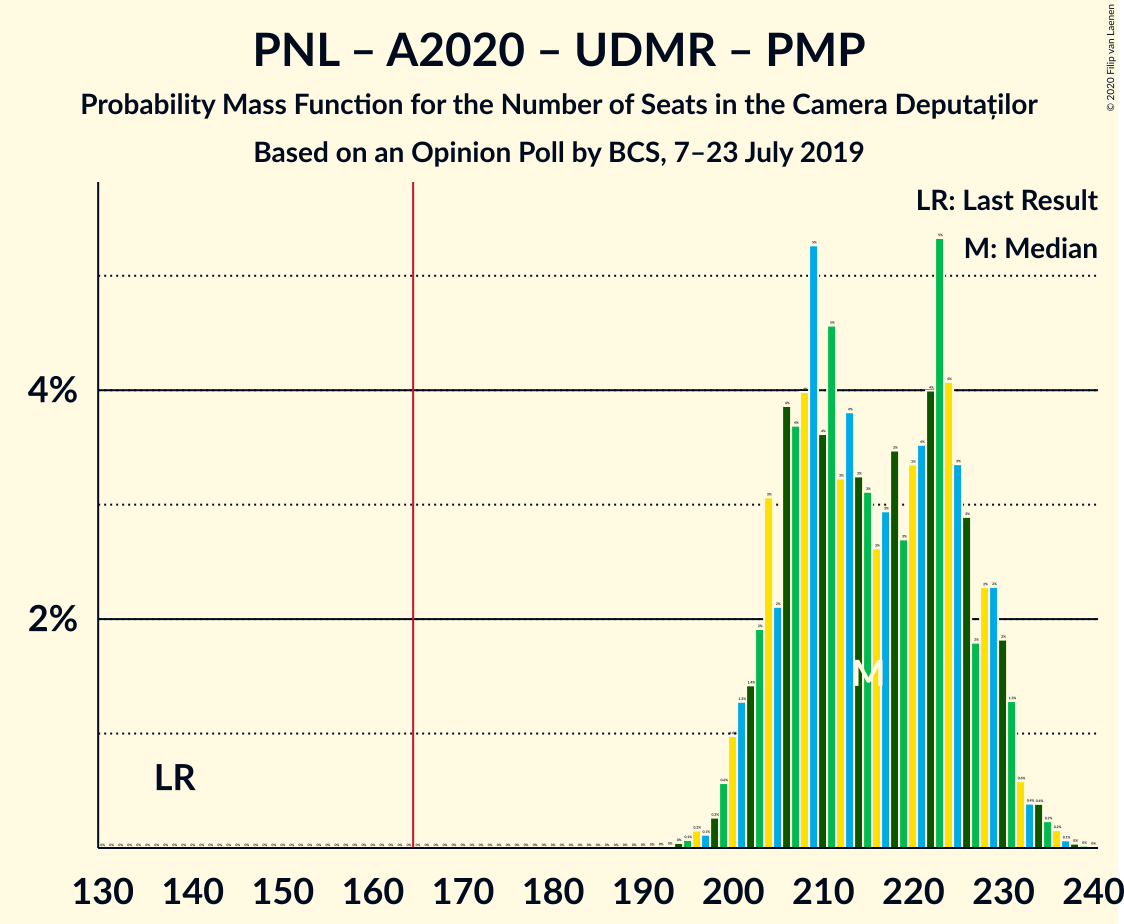 PNL – A2020 – UDMR – PMP
Probability Mass Function for the Number of Seats in the Camera Deputaților
Based on an Opinion Poll by BCS, 7–23 July 2019
© 2020 Filip van Laenen
LR: Last Result
M: Median
4%
2%
LR
M
130 140 150 160 170 180 190 200 210 220 230 240